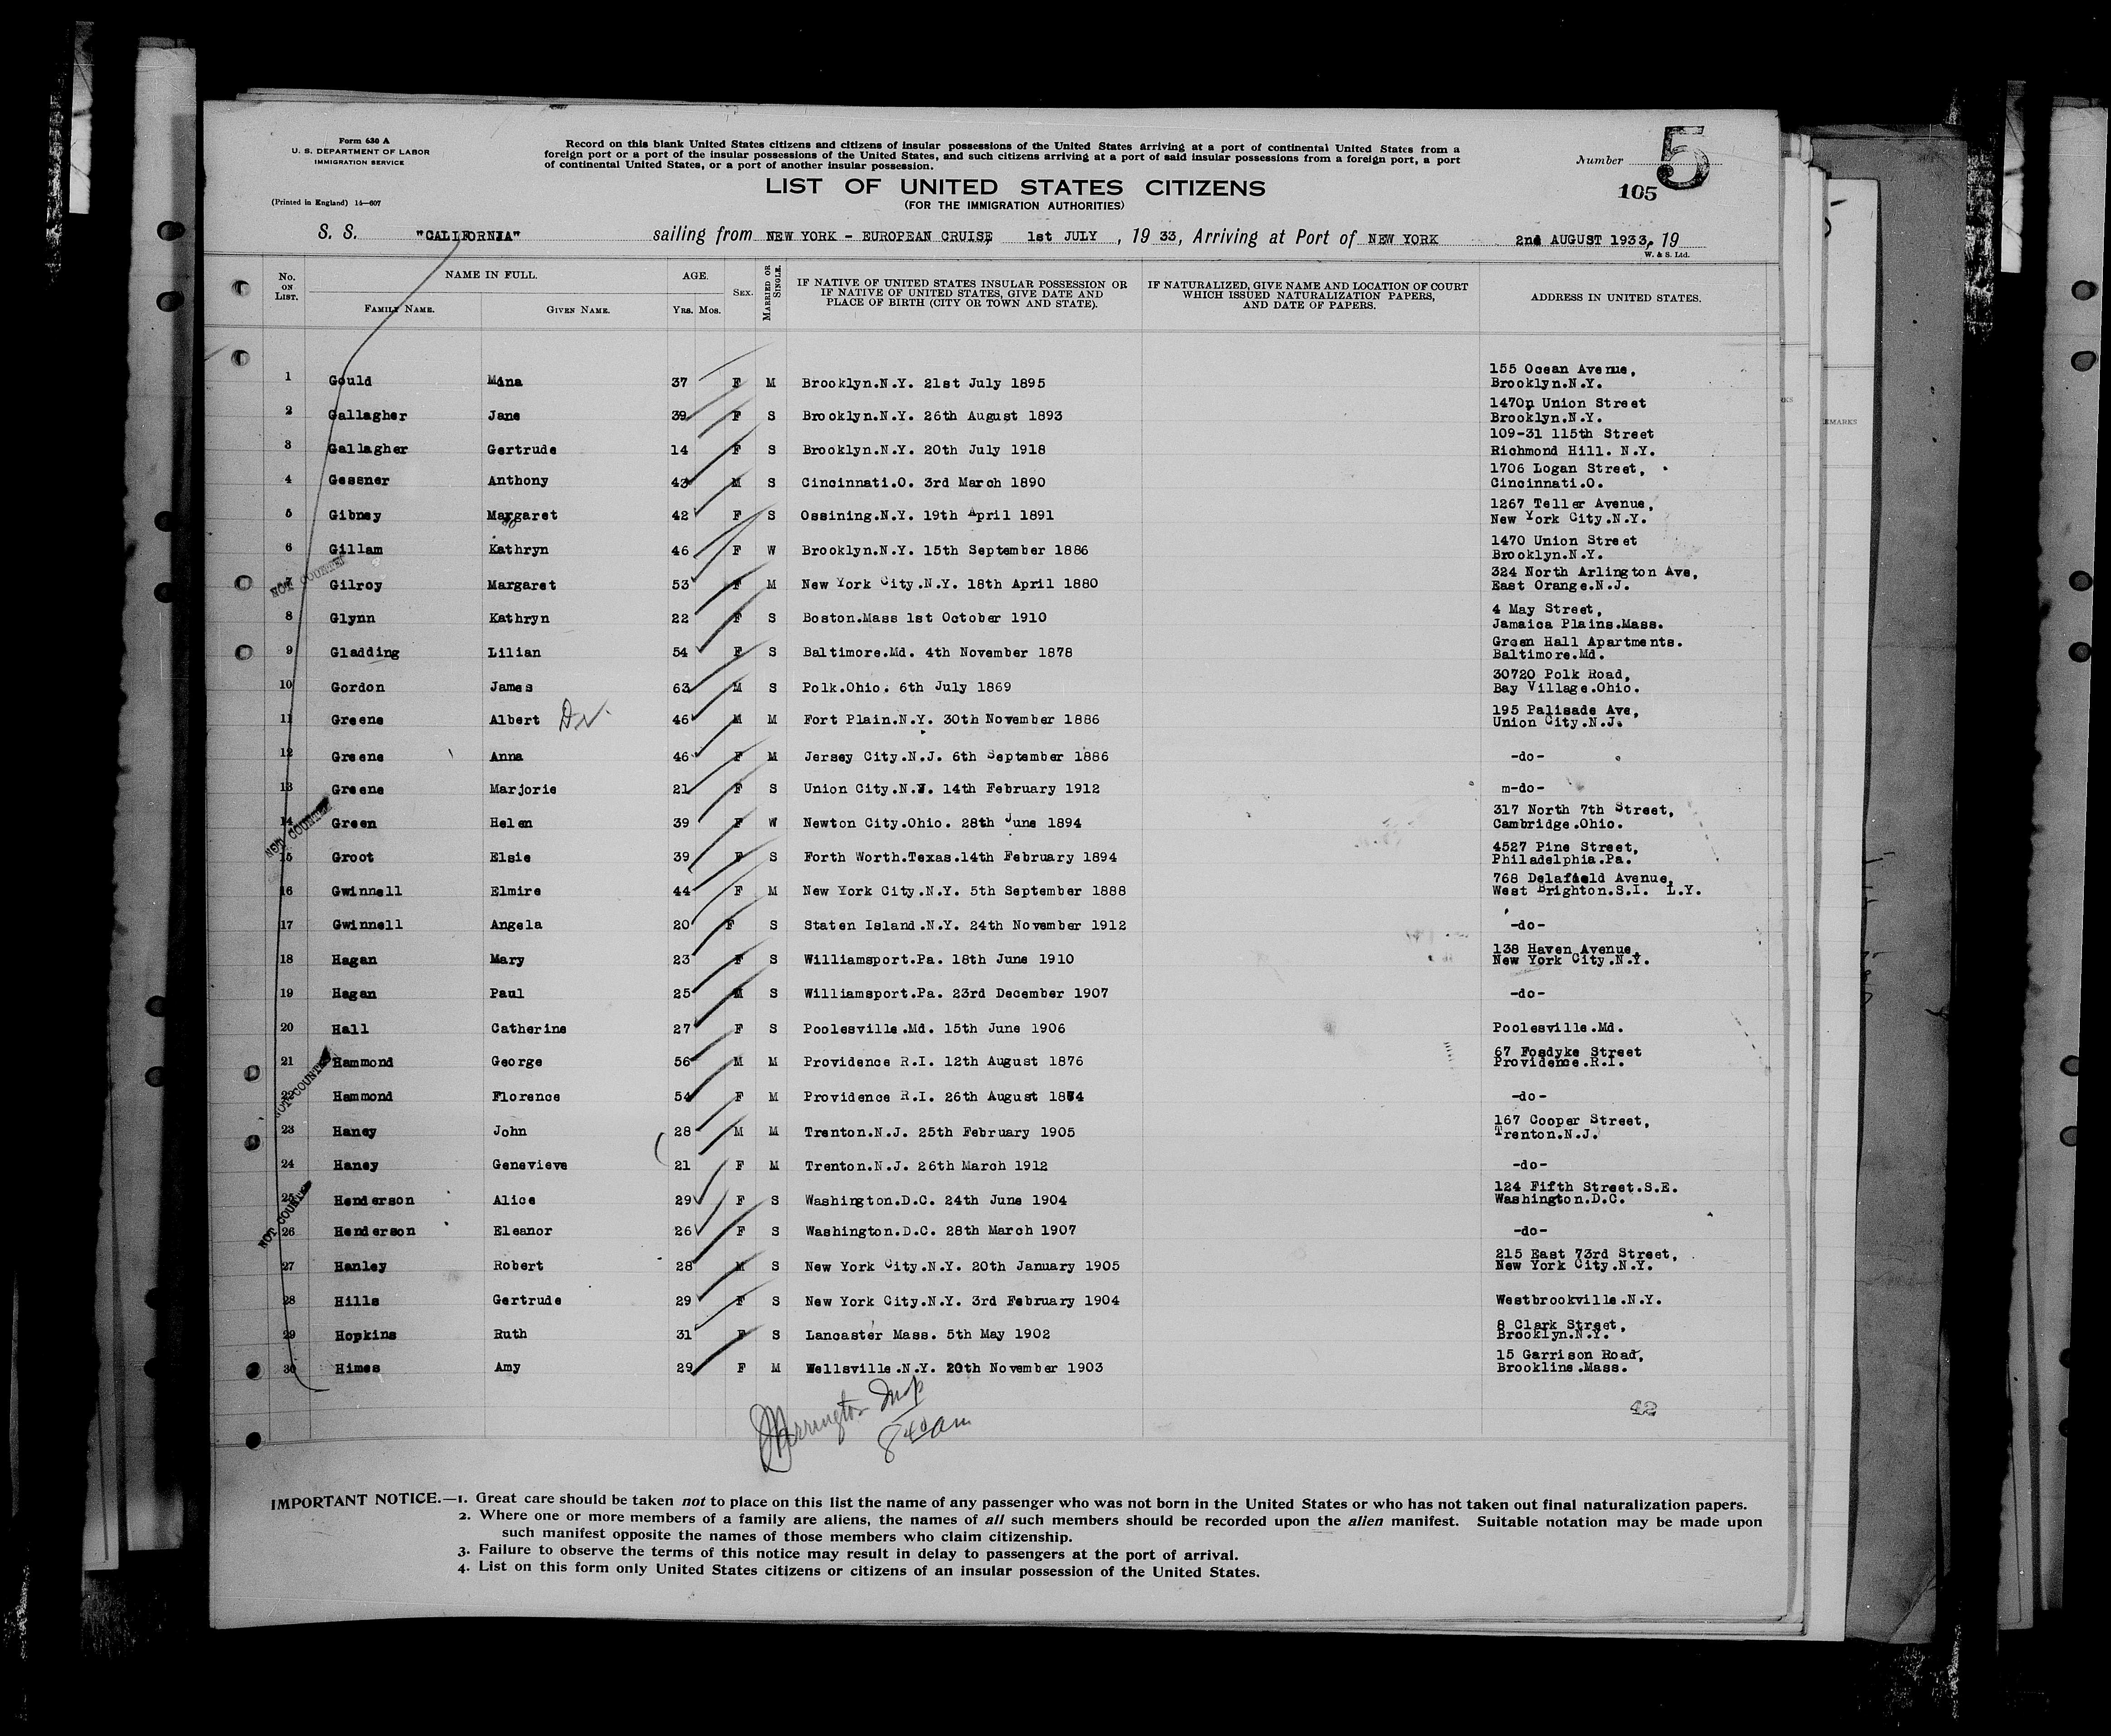 Form 630 A
U. S. DEPARTMENT OF LABOR
IMMIGRATION SERVICE
(Printed in England) 14—607
Record on this blank United States citizens and citizens of insular possessions of the United States arriving at a port of continental United States from a
foreign port or a port of the insular possessions of the United States, and such citizens arriving at a port of said insular possessions from a foreign port, a port
of continental United States, or a port of another insular possession.
Number 5
105
LIST OF UNITED STATES CITIZENS
(FOR THE IMMIGRATION AUTHORITIES)
S. S. "CALIFORNIA" sailing from NEW YORK - EUROPEAN CRUISE 1st JULY , 19 33, Arriving at Port of NEW YORK 2nd AUGUST 1933, 19
W. & S. Ltd.
No. ON LIST. NAME IN FULL. FAMILY NAME. GIVEN NAME. AGE. YRS. MOS. SEX. MARRIED OR SINGLE. IF NATIVE OF UNITED STATES INSULAR POSSESSION OR IF NATIVE OF UNITED STATES, GIVE DATE AND PLACE OF BIRTH (CITY OR TOWN AND STATE). IF NATURALIZED, GIVE NAME AND LOCATION OF COURT WHICH ISSUED NATURALIZATION PAPERS, AND DATE OF PAPERS. ADDRESS IN UNITED STATES.
1 Gould Mina 37 F M Brooklyn.N.Y. 21st July 1895 155 Ocean Avenue, Brooklyn.N.Y.
2 Gallagher Jane 39 F S Brooklyn.N.Y. 26th August 1893 1470 Union Street Brooklyn.N.Y.
3 Gallagher Gertrude 14 F S Brooklyn.N.Y. 20th July 1918 109-31 115th Street Richmond Hill. N.Y.
4 Gessner Anthony 43 M S Cincinnati.O. 3rd March 1890 1706 Logan Street, Cincinnati.O.
5 Gibney Margaret 42 F S Ossining.N.Y. 19th April 1891 1267 Teller Avenue, New York City.N.Y.
6 Gillam Kathryn 46 F W Brooklyn.N.Y. 15th September 1886 1470 Union Street Brooklyn.N.Y.
7 Gilroy Margaret 53 F M New York City.N.Y. 18th April 1880 324 North Arlington Ave, East Orange.N.J.
NOT COUNTED
8 Glynn Kathryn 22 F S Boston.Mass 1st October 1910 4 May Street, Jamaica Plains.Mass.
9 Gladding Lilian 54 F S Baltimore.Md. 4th November 1878 Green Hall Apartments. Baltimore.Md.
10 Gordon James 63 M S Polk.Ohio. 6th July 1869 30720 Polk Road, Bay Village.Ohio.
11 Greene Albert Dr. 46 M M Fort Plain.N.Y. 30th November 1886 195 Palisade Ave, Union City.N.J.
12 Greene Anna 46 F M Jersey City.N.J. 6th September 1886 -do-
13 Greene Marjorie 21 F S Union City.N.J. 14th February 1912 m-do-
14 Green Helen 39 F W Newton City.Ohio. 28th June 1894 317 North 7th Street, Cambridge.Ohio.
NOT COUNTED
15 Groot Elsie 39 F S Forth Worth.Texas.14th February 1894 4527 Pine Street, Philadelphia.Pa.
16 Gwinnell Elmire 44 F M New York City.N.Y. 5th September 1888 768 Delafield Avenue, West Brighton.S.I. L.Y.
17 Gwinnell Angela 20 F S Staten Island.N.Y. 24th November 1912 -do-
18 Hagan Mary 23 F S Williamsport.Pa. 18th June 1910 138 Haven Avenue, New York City.N.Y.
19 Hagan Paul 25 M S Williamsport.Pa. 23rd December 1907 -do-
20 Hall Catherine 27 F S Poolesville.Md. 15th June 1906 Poolesville.Md.
21 Hammond George 56 M M Providence R.I. 12th August 1876 67 Fosdyke Street Providence.R.I.
NOT COUNTED
22 Hammond Florence 54 F M Providence R.I. 26th August 1874 -do-
23 Haney John 28 M M Trenton.N.J. 25th February 1905 167 Cooper Street, Trenton.N.J.
24 Haney Genevieve 21 F M Trenton.N.J. 26th March 1912 -do-
25 Henderson Alice 29 F S Washington.D.C. 24th June 1904 124 Fifth Street.S.E. Washington.D.C.
NOT COUNTED
26 Henderson Eleanor 26 F S Washington.D.C. 28th March 1907 -do-
27 Hanley Robert 28 M S New York City.N.Y. 20th January 1905 215 East 73rd Street, New York City.N.Y.
28 Hills Gertrude 29 F S New York City.N.Y. 3rd February 1904 Westbrookville.N.Y.
29 Hopkins Ruth 31 F S Lancaster Mass. 5th May 1902 8 Clark Street, Brooklyn.N.Y.
30 Himes Amy 29 F M Wellsville.N.Y. 20th November 1903 15 Garrison Road, Brookline.Mass.
42
Insp
8 40 am
IMPORTANT NOTICE.—1. Great care should be taken not to place on this list the name of any passenger who was not born in the United States or who has not taken out final naturalization papers.
2. Where one or more members of a family are aliens, the names of all such members should be recorded upon the alien manifest. Suitable notation may be made upon
such manifest opposite the names of those members who claim citizenship.
3. Failure to observe the terms of this notice may result in delay to passengers at the port of arrival.
4. List on this form only United States citizens or citizens of an insular possession of the United States.